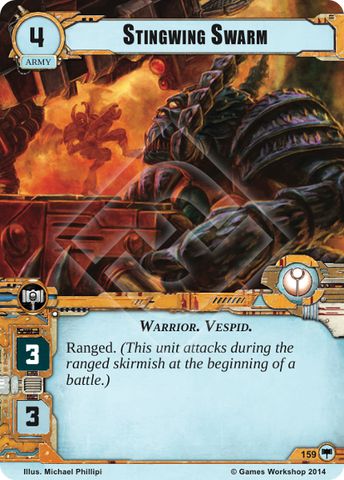 4
ARMY
STINGWING SWARM
WARRIOR. VESPID.
3
Ranged. (This unit attacks during the
ranged skirmish at the beginning of a
battle.)
3
159
Illus. Michael Phillipi
© Games Workshop 2014